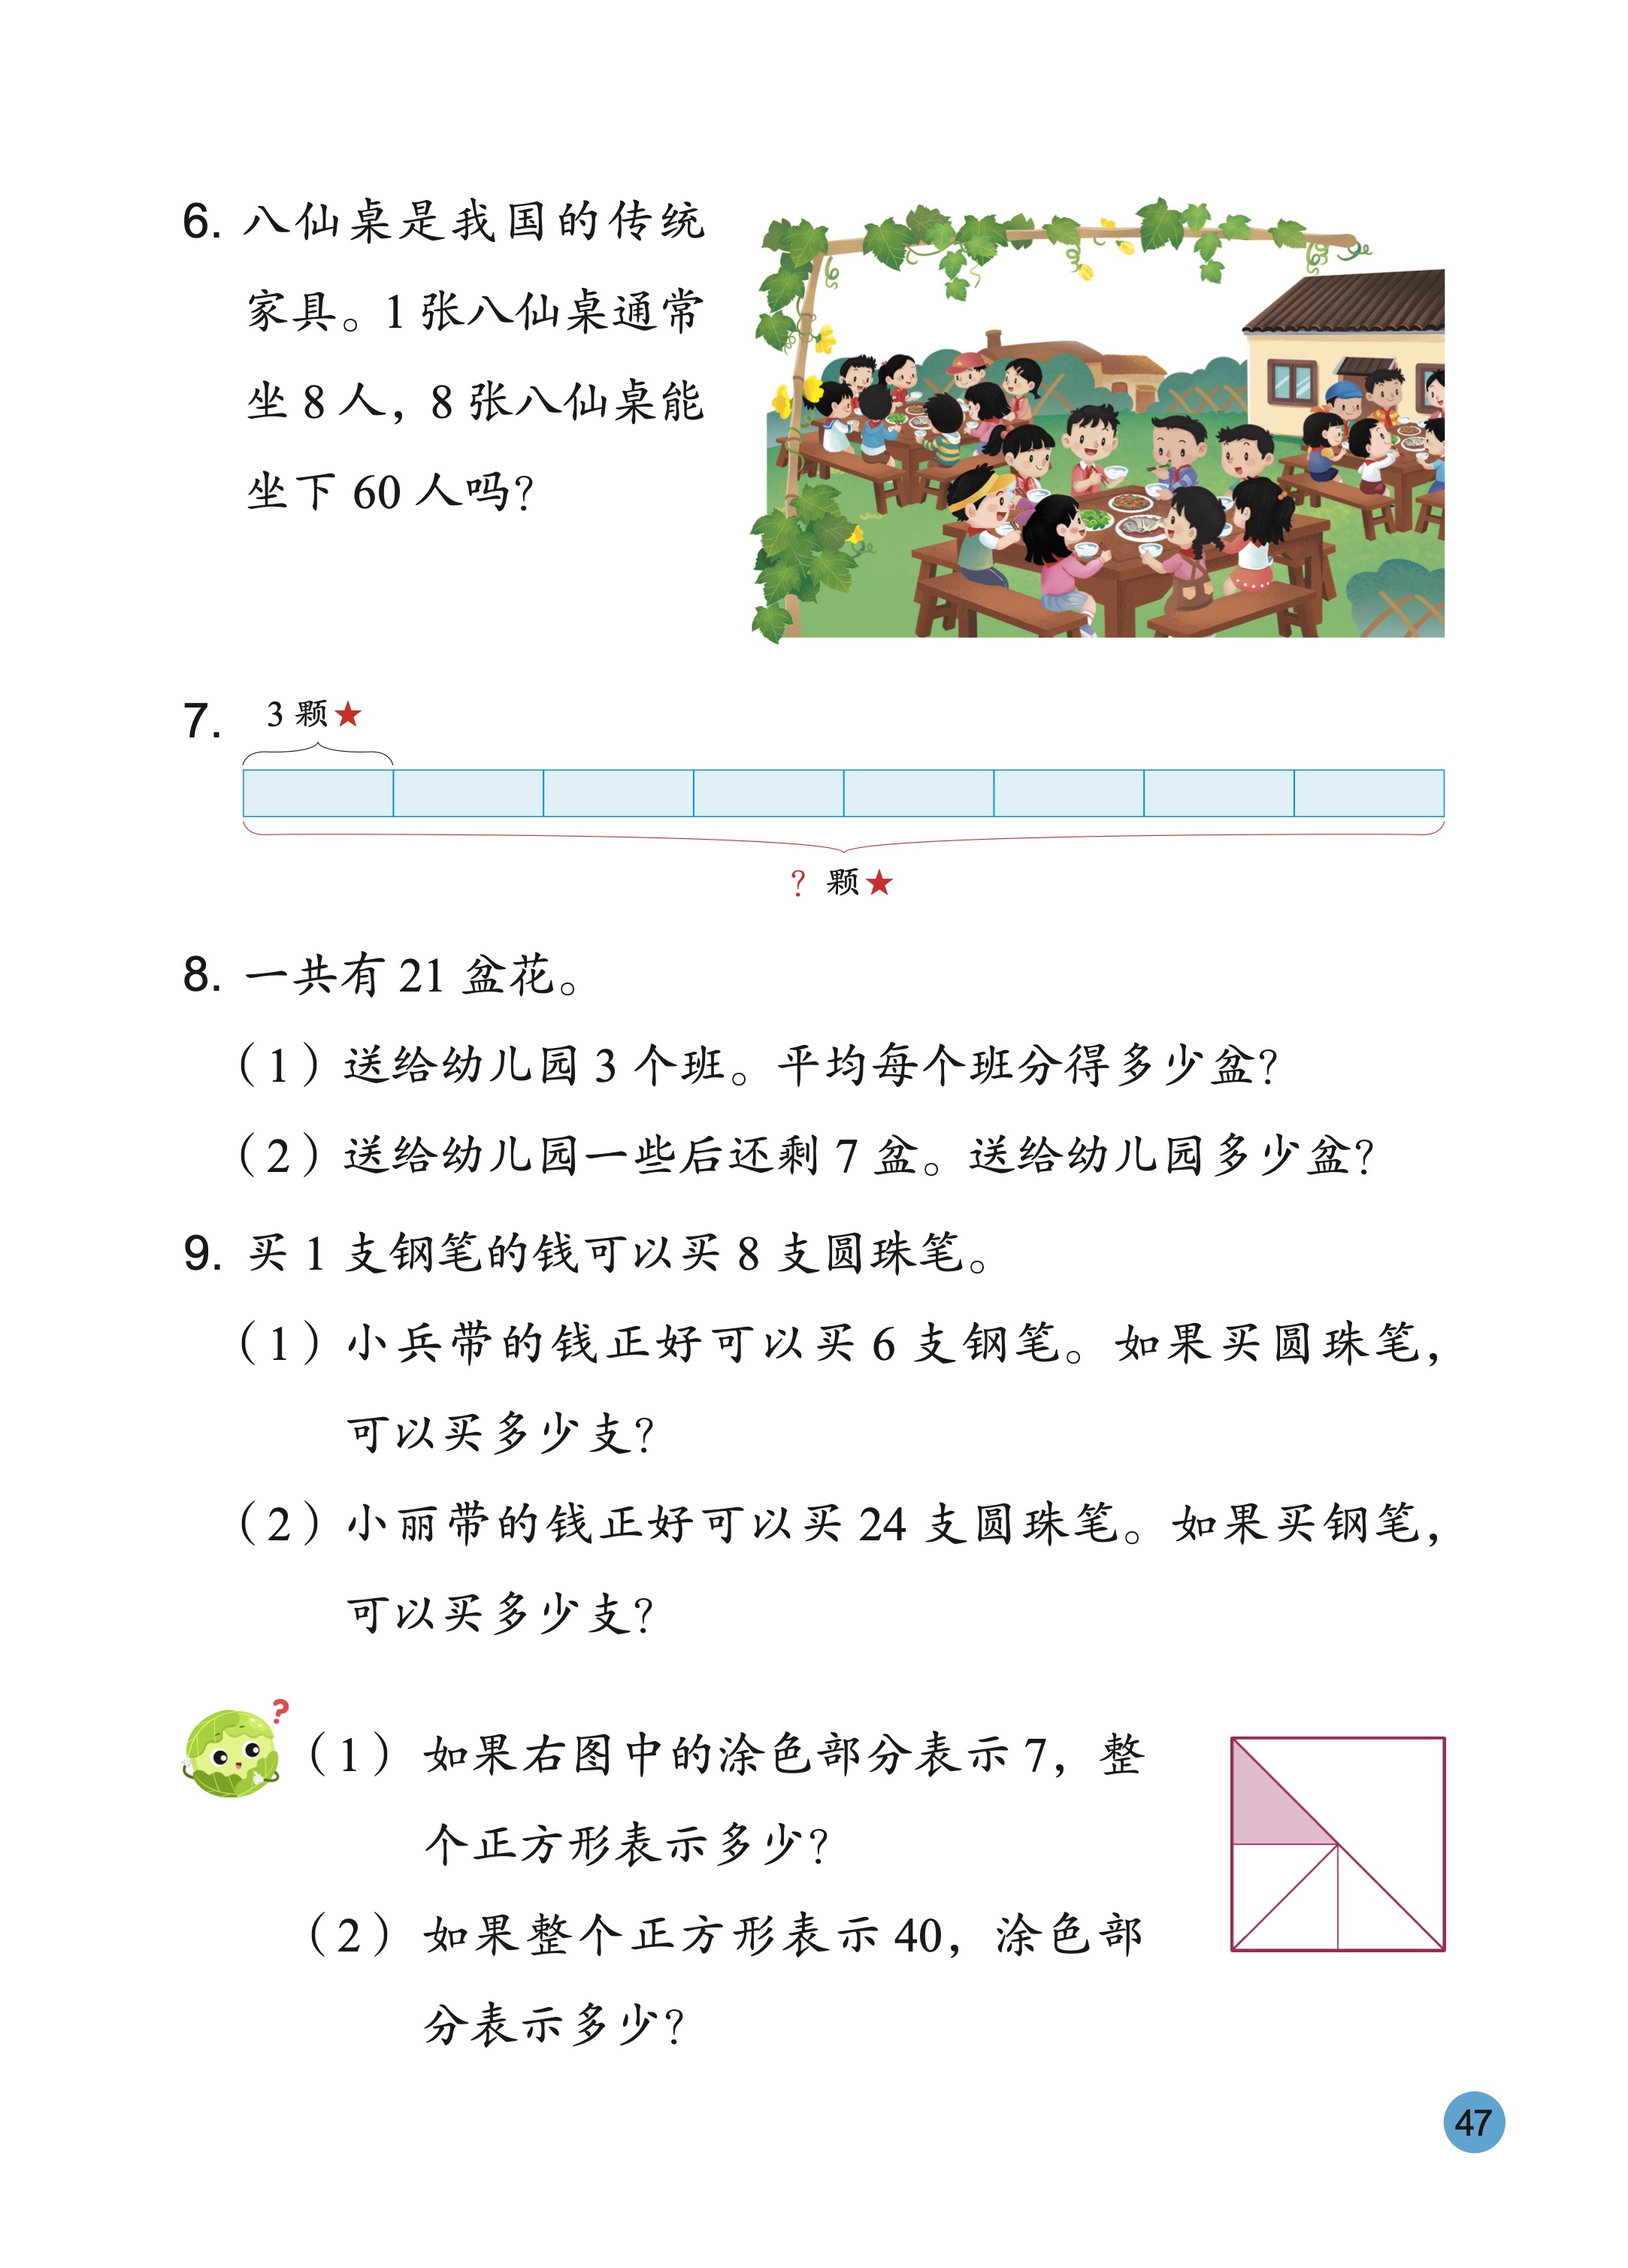 6. 八仙桌是我国的传统
家具。1 张八仙桌通常
坐 8 人，8 张八仙桌能
坐下 60 人吗？
7. 3 颗★
？ 颗★
8. 一共有 21 盆花。
（1）送给幼儿园 3 个班。平均每个班分得多少盆？
（2）送给幼儿园一些后还剩 7 盆。送给幼儿园多少盆？
9. 买 1 支钢笔的钱可以买 8 支圆珠笔。
（1）小兵带的钱正好可以买 6 支钢笔。如果买圆珠笔，
可以买多少支？
（2）小丽带的钱正好可以买 24 支圆珠笔。如果买钢笔，
可以买多少支？
?
（1）如果右图中的涂色部分表示 7，整
个正方形表示多少？
（2）如果整个正方形表示 40，涂色部
分表示多少？
47